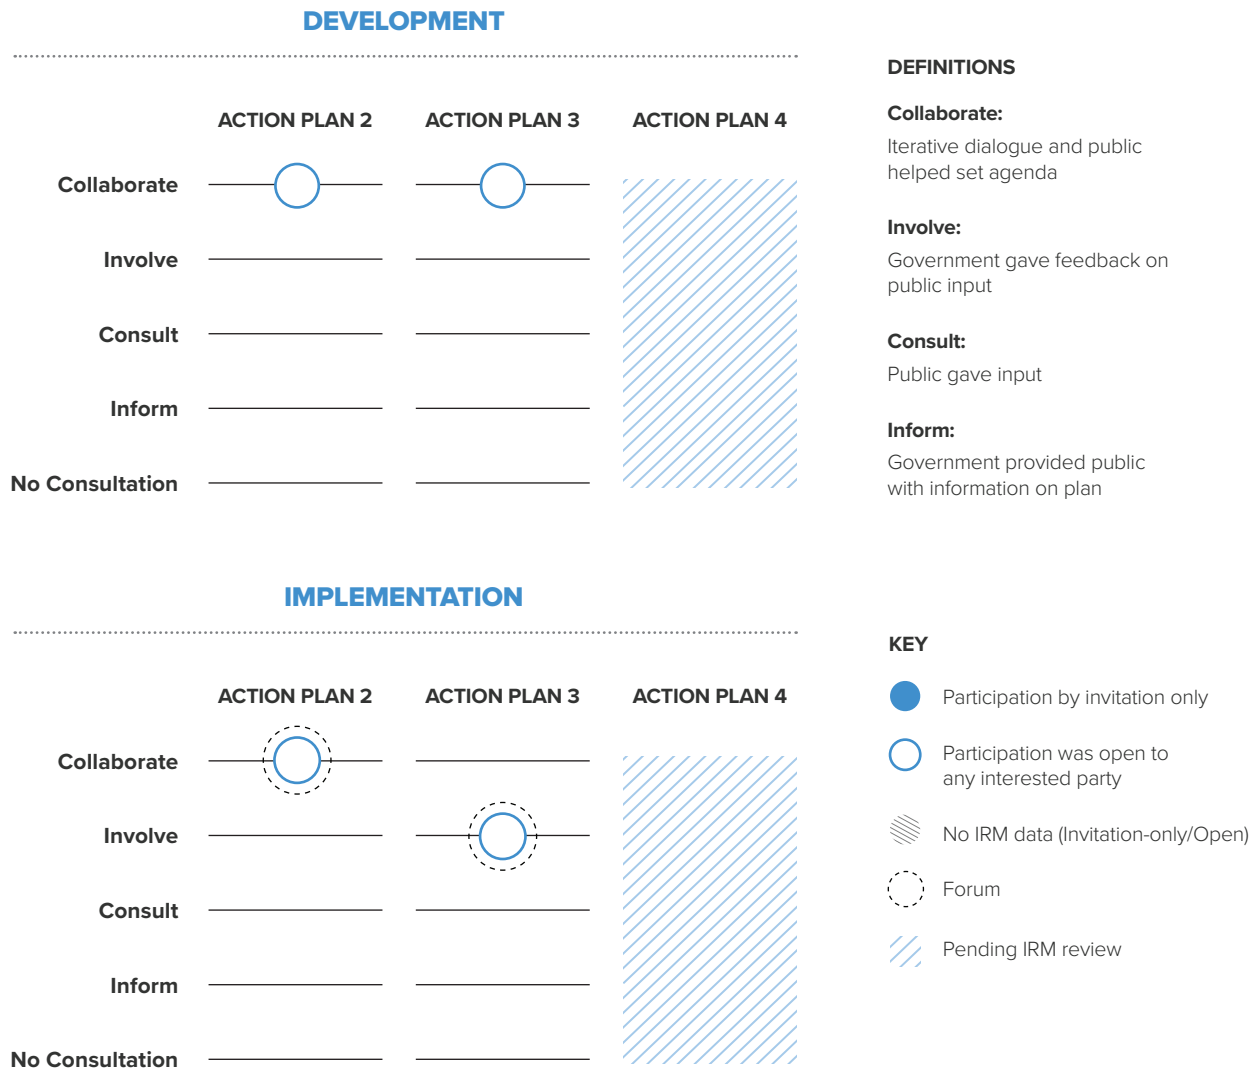 DEVELOPMENT
ACTION PLAN 2
ACTION PLAN 3
ACTION PLAN 4
Collaborate
Involve
Consult
Inform
No Consultation
DEFINITIONS
Collaborate:
Iterative dialogue and public
helped set agenda
Involve:
Government gave feedback on
public input
Consult:
Public gave input
Inform:
Government provided public
with information on plan
IMPLEMENTATION
ACTION PLAN 2
ACTION PLAN 3
ACTION PLAN 4
Collaborate
Involve
Consult
Inform
No Consultation
KEY
Participation by invitation only
Participation was open to
any interested party
No IRM data (Invitation-only/Open)
Forum
Pending IRM review